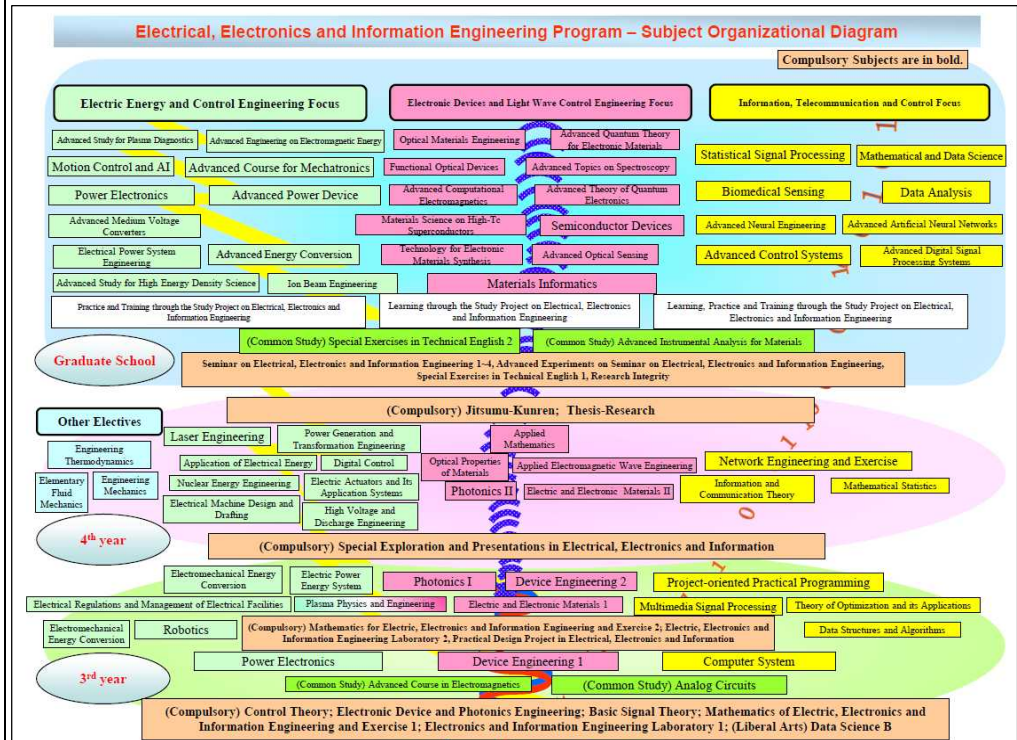 Electrical, Electronics and Information Engineering Program – Subject Organizational Diagram
Compulsory Subjects are in bold.
Electric Energy and Control Engineering Focus
Electronic Devices and Light Wave Control Engineering Focus
Information, Telecommunication and Control Focus
Advanced Study for Plasma Diagnostics
Advanced Engineering on Electromagnetic Energy
Optical Materials Engineering
Advanced Quantum Theory
for Electronic Materials
Statistical Signal Processing
Mathematical and Data Science
Motion Control and AI
Advanced Course for Mechatronics
Functional Optical Devices
Advanced Topics on Spectroscopy
Power Electronics
Advanced Power Device
Advanced Computational
Electromagnetics
Advanced Theory of Quantum
Electronics
Biomedical Sensing
Data Analysis
Advanced Medium Voltage
Converters
Materials Science on High-Tc
Superconductors
Semiconductor Devices
Advanced Neural Engineering
Advanced Artificial Neural Networks
Electrical Power System
Engineering
Advanced Energy Conversion
Technology for Electronic
Materials Synthesis
Advanced Optical Sensing
Advanced Control Systems
Advanced Digital Signal
Processing Systems
Advanced Study for High Energy Density Science
Ion Beam Engineering
Materials Informatics
Practice and Training through the Study Project on Electrical, Electronics and
Information Engineering
Learning through the Study Project on Electrical, Electronics
and Information Engineering
Learning, Practice and Training through the Study Project on Electrical,
Electronics and Information Engineering
(Common Study) Special Exercises in Technical English 2
(Common Study) Advanced Instrumental Analysis for Materials
Graduate School
Seminar on Electrical, Electronics and Information Engineering 1~4, Advanced Experiments on Seminar on Electrical, Electronics and Information Engineering,
Special Exercises in Technical English 1, Research Integrity
(Compulsory) Jitsumu-Kunren; Thesis-Research
Other Electives
Laser Engineering
Power Generation and
Transformation Engineering
Applied
Mathematics
Engineering
Thermodynamics
Application of Electrical Energy
Digital Control
Optical Properties
of Materials
Applied Electromagnetic Wave Engineering
Network Engineering and Exercise
Elementary
Fluid
Mechanics
Engineering
Mechanics
Nuclear Energy Engineering
Electric Actuators and Its
Application Systems
Photonics II
Electric and Electronic Materials II
Information and
Communication Theory
Mathematical Statistics
Electrical Machine Design and
Drafting
High Voltage and
Discharge Engineering
4th year
(Compulsory) Special Exploration and Presentations in Electrical, Electronics and Information
Electromechanical Energy
Conversion
Electric Power
Energy System
Photonics I
Device Engineering 2
Project-oriented Practical Programming
Electrical Regulations and Management of Electrical Facilities
Plasma Physics and Engineering
Electric and Electronic Materials 1
Multimedia Signal Processing
Theory of Optimization and its Applications
Electromechanical
Energy Conversion
Robotics
(Compulsory) Mathematics for Electric, Electronics and Information Engineering and Exercise 2; Electric, Electronics and
Information Engineering Laboratory 2, Practical Design Project in Electrical, Electronics and Information
Data Structures and Algorithms
Power Electronics
Device Engineering 1
Computer System
3rd year
(Common Study) Advanced Course in Electromagnetics
(Common Study) Analog Circuits
(Compulsory) Control Theory; Electronic Device and Photonics Engineering; Basic Signal Theory; Mathematics of Electric, Electronics and
Information Engineering and Exercise 1; Electronics and Information Engineering Laboratory 1; (Liberal Arts) Data Science B